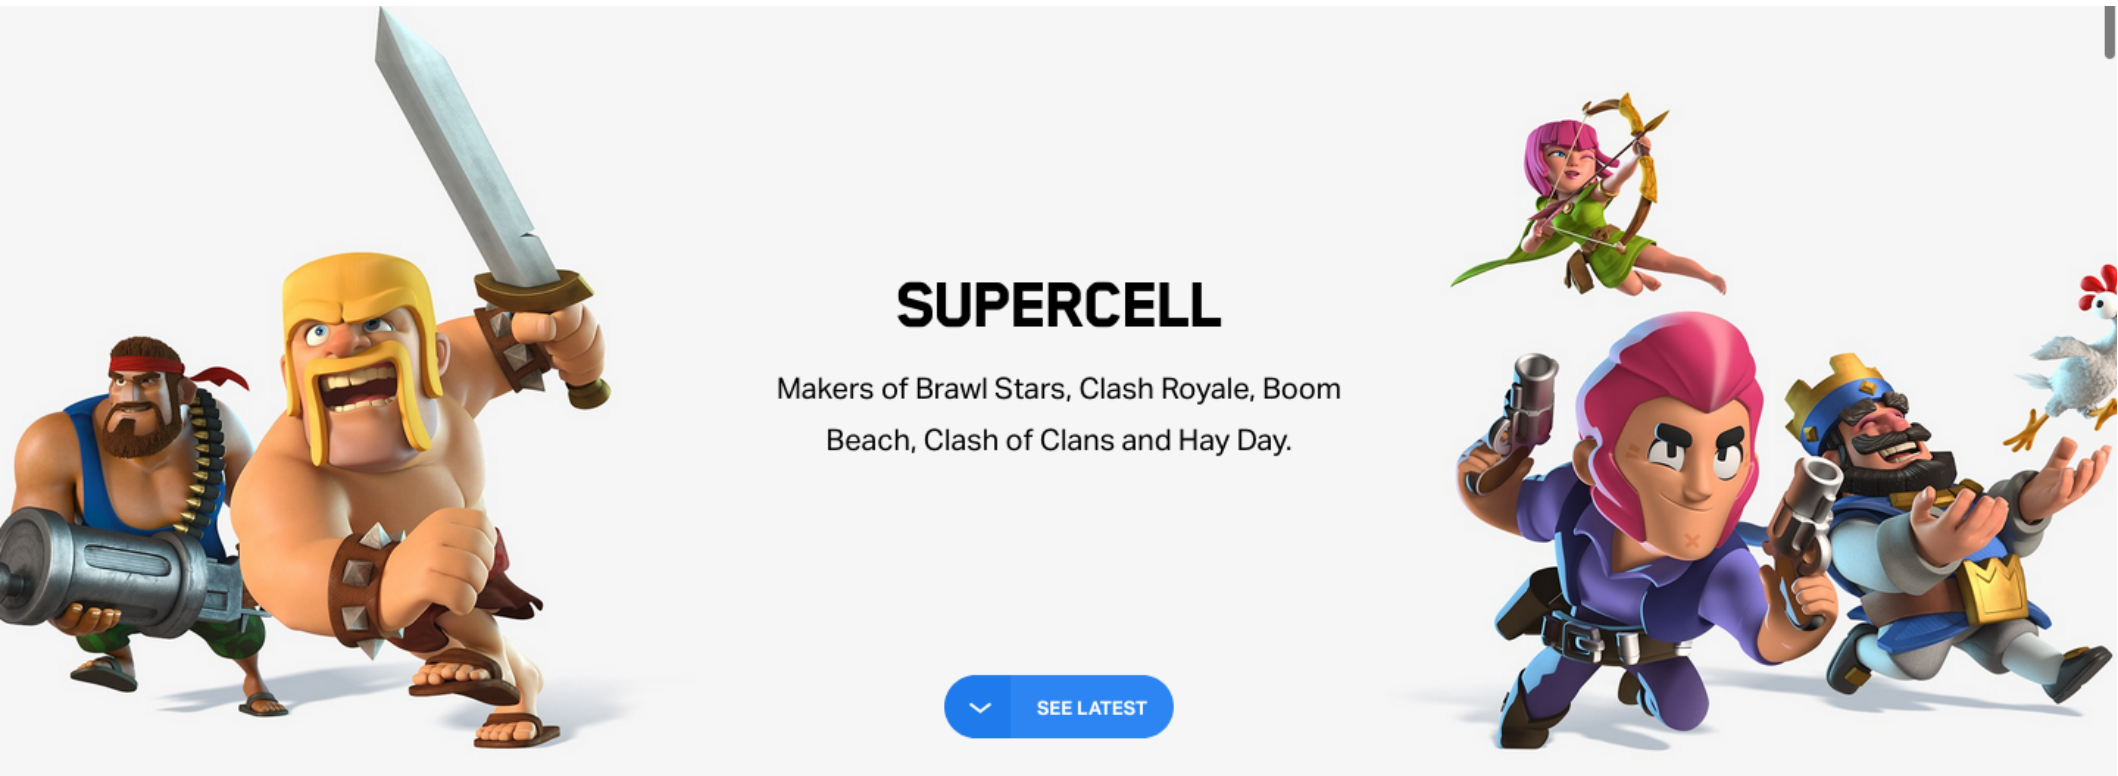 SUPERCELL
Makers of Brawl Stars, Clash Royale, Boom
Beach, Clash of Clans and Hay Day.
SEE LATEST